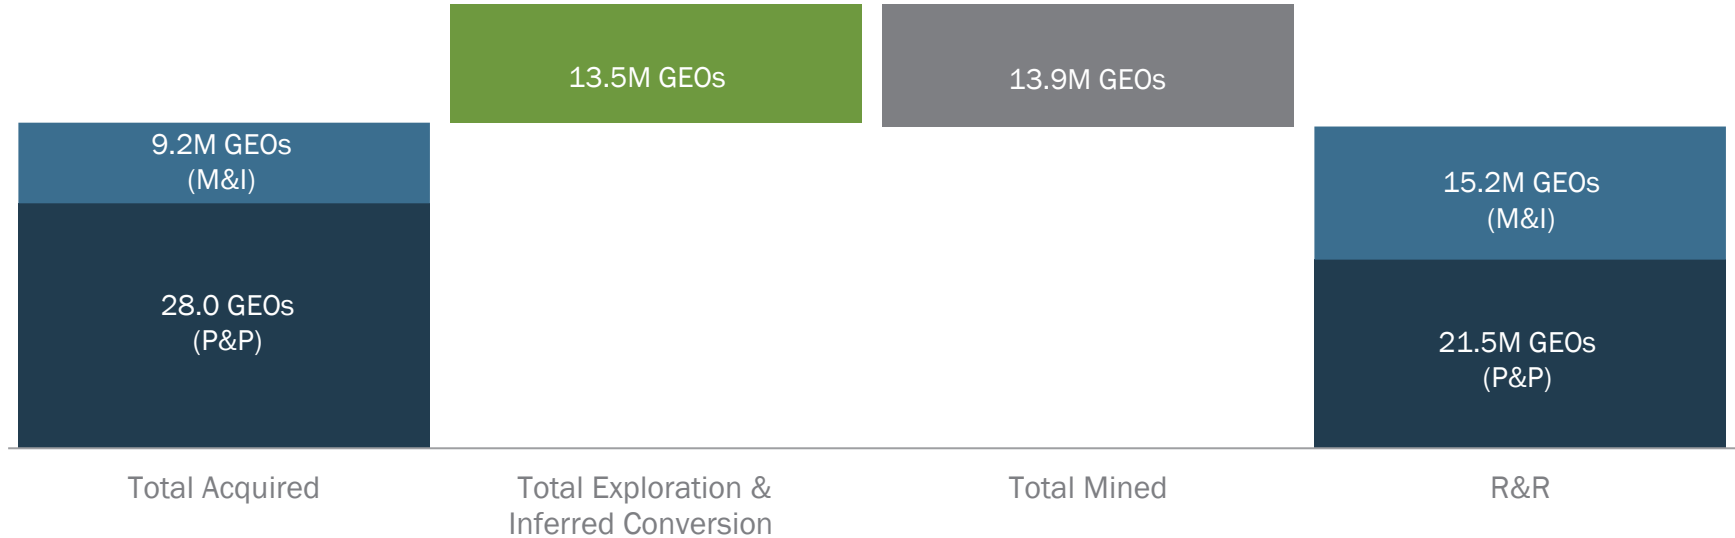 13.5M GEOs
13.9M GEOs
9.2M GEOs
(M&I)
15.2M GEOs
(M&I)
28.0 GEOs
(P&P)
21.5M GEOs
(P&P)
Total Acquired
Total Exploration &
Inferred Conversion
Total Mined
R&R